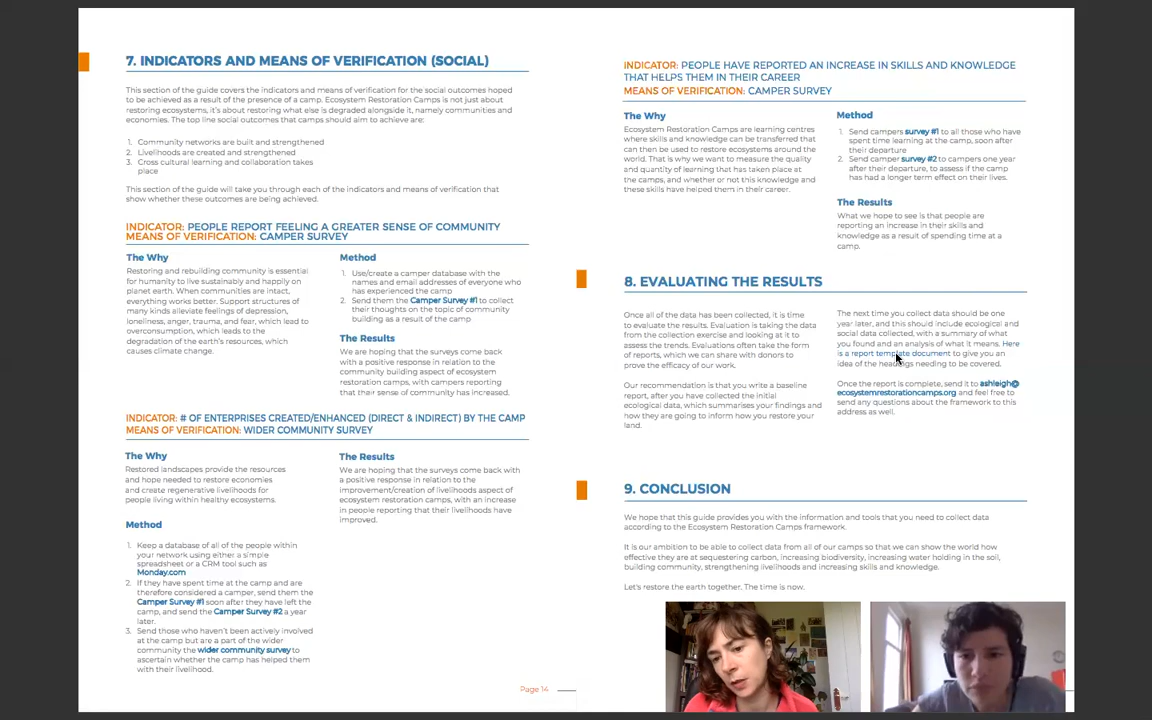 7. INDICATORS AND MEANS OF VERIFICATION (SOCIAL)
This section of the guide covers the indicators and means of verification for the social outcomes hoped
to be achieved as a result of the presence of a camp. Ecosystem Restoration Camps is not just about
restoring ecosystems, it's about restoring what else is degraded alongside it, namely communities and
economies. The top line social outcomes that camps should aim to achieve are:
1. Community networks are built and strengthened
2. Livelihoods are created and strengthened
3. Cross cultural learning and collaboration takes
place
This section of the guide will take you through each of the indicators and means of verification that
show whether these outcomes are being achieved.
INDICATOR: PEOPLE REPORT FEELING A GREATER SENSE OF COMMUNITY
MEANS OF VERIFICATION: CAMPER SURVEY
The Why
Restoring and rebuilding community is essential
for humanity to live sustainably and happily on
planet earth. When communities are intact,
everything works better. Support structures of
many kinds alleviate feelings of depression,
loneliness, anger, trauma, and fear, which lead to
overconsumption, which leads to the
degradation of the earth's resources, which
causes climate change.
Method
1. Use/create a camper database with the
names and email addresses of everyone who
has experienced the camp
2. Send them the Camper Survey #1 to collect
their thoughts on the topic of community
building as a result of the camp
The Results
We are hoping that the surveys come back
with a positive response in relation to the
community building aspect of ecosystem
restoration camps, with campers reporting
that their sense of community has increased.
INDICATOR: # OF ENTERPRISES CREATED/ENHANCED (DIRECT & INDIRECT) BY THE CAMP
MEANS OF VERIFICATION: WIDER COMMUNITY SURVEY
The Why
Restored landscapes provide the resources
and hope needed to restore economies
and create regenerative livelihoods for
people living within healthy ecosystems.
Method
1. Keep a database of all of the people within
your network using either a simple
spreadsheet or a CRM tool such as
Monday.com
2. If they have spent time at the camp and are
therefore considered a camper, send them the
Camper Survey #1 soon after they have left the
camp, and send the Camper Survey #2 a year
later.
3. Send those who haven't been actively involved
at the camp but are a part of the wider
community the wider community survey to
ascertain whether the camp has helped them
with their livelihood.
The Results
We are hoping that the surveys come back with
a positive response in relation to the
improvement/creation of livelihoods aspect of
ecosystem restoration camps, with an increase
in people reporting that their livelihoods have
improved.
Page 14
INDICATOR: PEOPLE HAVE REPORTED AN INCREASE IN SKILLS AND KNOWLEDGE
THAT HELPS THEM IN THEIR CAREER
MEANS OF VERIFICATION: CAMPER SURVEY
The Why
Ecosystem Restoration Camps are learning centres
where skills and knowledge can be transferred that
can then be used to restore ecosystems around the
world. That is why we want to measure the quality
and quantity of learning that has taken place at
the camps, and whether or not this knowledge and
these skills have helped them in their career.
Method
1. Send campers survey #1 to all those who have
spent time learning at the camp, soon after
their departure
2. Send camper survey #2 to campers one year
after their departure, to assess if the camp
has had a longer term effect on their lives.
The Results
What we hope to see is that people are
reporting an increase in their skills and
knowledge as a result of spending time at a
camp.
8. EVALUATING THE RESULTS
Once all of the data has been collected, it is time
to evaluate the results. Evaluation is taking the data
from the collection exercise and looking at it to
assess the trends. Evaluations often take the form
of reports, which we can share with donors to
prove the efficacy of our work.
Our recommendation is that you write a baseline
report, after you have collected the initial
ecological data, which summarises your findings and
how they are going to inform how you restore your
land.
The next time you collect data should be one
year later, and this should include ecological and
social data collected, with a summary of what
you found and an analysis of what it means. Here
is a report template document to give you an
idea of the headings needing to be covered.
Once the report is complete, send it to ashleigh@
ecosystemrestorationcamps.org and feel free to
send any questions about the framework to this
address as well.
9. CONCLUSION
We hope that this guide provides you with the information and tools that you need to collect data
according to the Ecosystem Restoration Camps framework.
It is our ambition to be able to collect data from all of our camps so that we can show the world how
effective they are at sequestering carbon, increasing biodiversity, increasing water holding in the soil,
building community, strengthening livelihoods and increasing skills and knowledge.
Let's restore the earth together. The time is now.